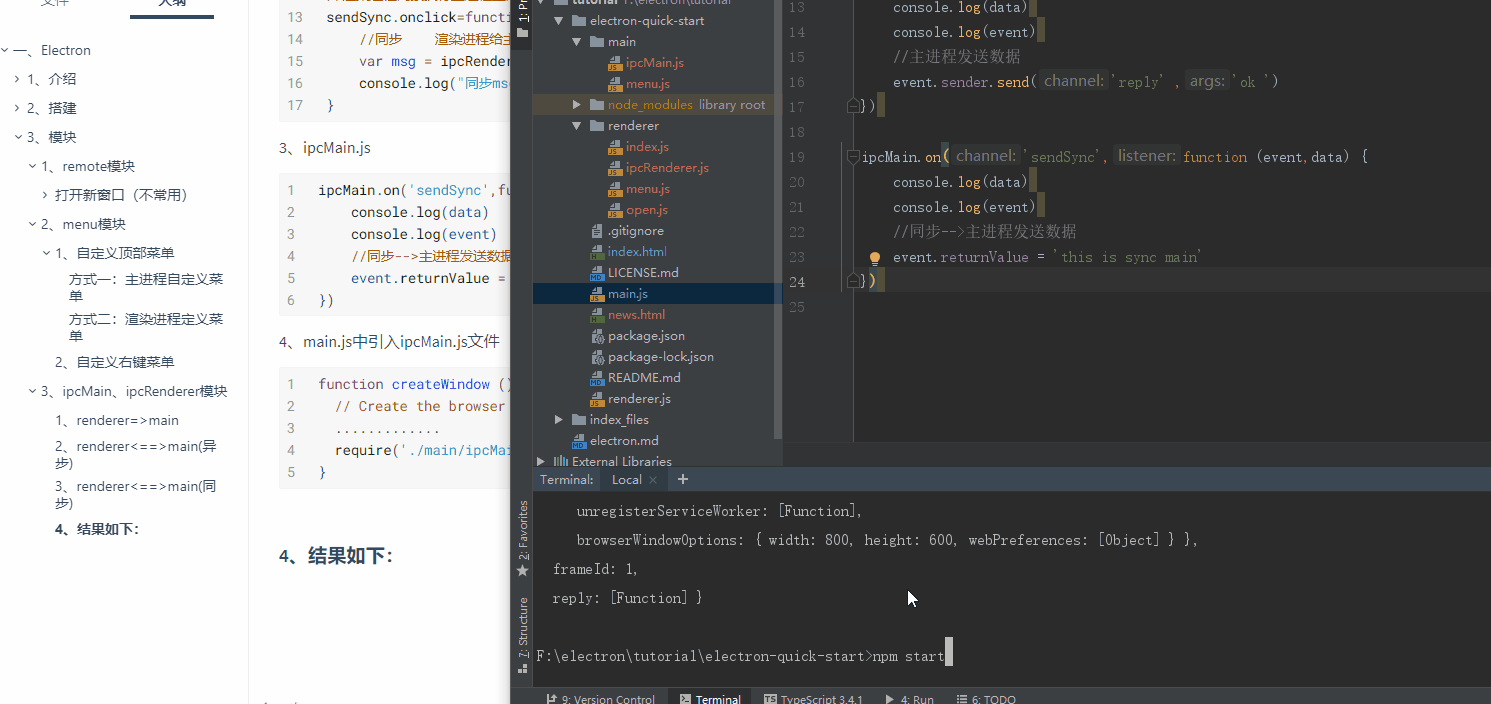 文件
大纲
一、Electron
1、介绍
2、搭建
3、模块
1、remote模块
打开新窗口（不常用）
2、menu模块
1、自定义顶部菜单
方式一：主进程自定义菜
单
方式二：渲染进程定义菜
单
2、自定义右键菜单
3、ipcMain、ipcRenderer模块
1、renderer=>main
2、renderer<==>main(异
步)
3、renderer<==>main(同
步)
4、结果如下：
13 sendSync.onclick=functi
14 //同步 渲染进程给主
15 var msg = ipcRender
16 console.log("同步ms
17 }
3、ipcMain.js
1 ipcMain.on('sendSync',fu
2 console.log(data)
3 console.log(event)
4 //同步-->主进程发送数据
5 event.returnValue =
6 })
4、main.js中引入ipcMain.js文件
1 function createWindow ()
2 // Create the browser
3 .............
4 require('./main/ipcMai
5 }
4、结果如下：
tutorial F:\electron\tutorial
electron-quick-start
main
ipcMain.js
menu.js
node_modules library root
renderer
index.js
ipcRenderer.js
menu.js
open.js
.gitignore
index.html
LICENSE.md
main.js
news.html
package.json
package-lock.json
README.md
renderer.js
index_files
electron.md
External Libraries
13 console.log(data)
14 console.log(event)
15 //主进程发送数据
16 event.sender.send( channel: 'reply' , args: 'ok ')
17 })
18
19 ipcMain.on( channel: 'sendSync', listener: function (event,data) {
20 console.log(data)
21 console.log(event)
22 //同步-->主进程发送数据
23 event.returnValue = 'this is sync main'
24 })
25
Terminal: Local × +
unregisterServiceWorker: [Function],
browserWindowOptions: { width: 800, height: 600, webPreferences: [Object] } },
frameId: 1,
reply: [Function] }
F:\electron\tutorial\electron-quick-start>npm start
2: Favorites
7: Structure
9: Version Control Terminal TypeScript 3.4.1 4: Run 6: TODO